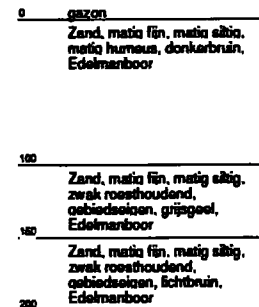 0 gazon
Zand, matig fijn, matig siltig,
matig humeus, donkerbruin,
Edelmanboor
100
Zand, matig fijn, matig siltig,
zwak roesthoudend,
gebiedseigen, grijsgeel,
Edelmanboor
150
Zand, matig fijn, matig siltig,
zwak roesthoudend,
gebiedseigen, lichtbruin,
Edelmanboor
200